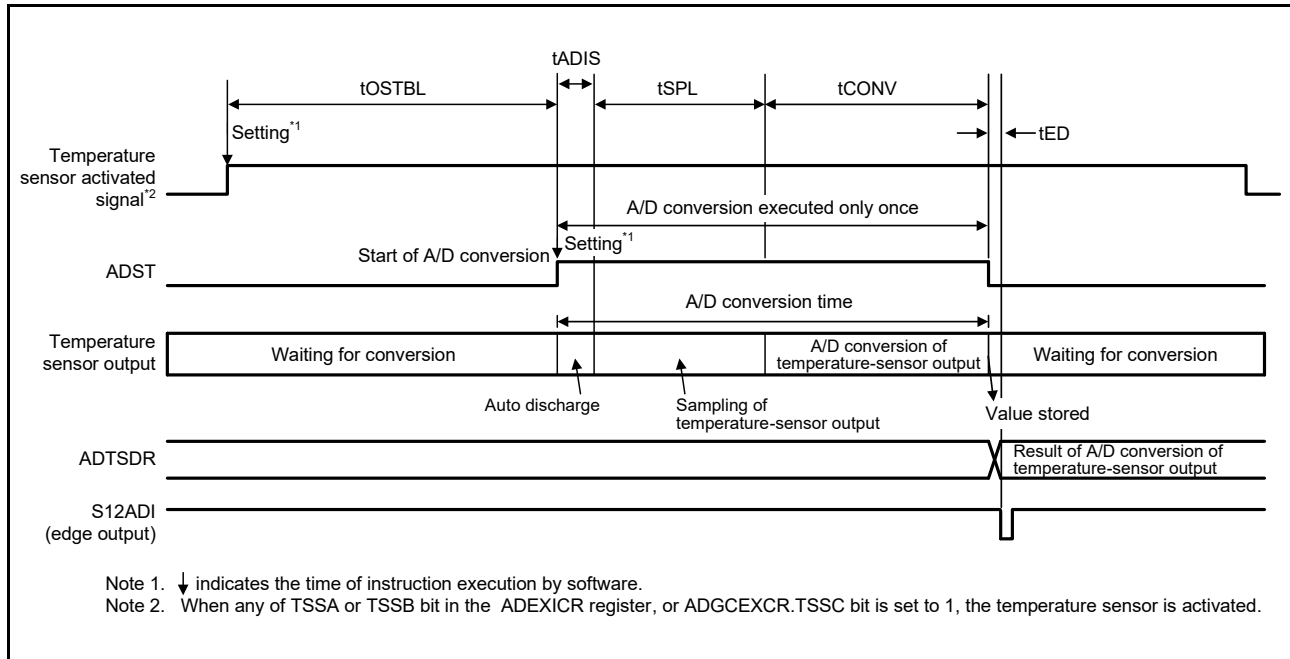 tADIS
tOSTBL
tSPL
tCONV
tED
Setting*1
Temperature
sensor activated
signal*2
A/D conversion executed only once
Setting*1
Start of A/D conversion
ADST
A/D conversion time
Temperature
sensor output
Waiting for conversion
A/D conversion of
temperature-sensor output
Waiting for conversion
Auto discharge
Sampling of
temperature-sensor output
Value stored
ADTSDR
Result of A/D conversion of
temperature-sensor output
S12ADI
(edge output)
Note 1. ↓ indicates the time of instruction execution by software.
Note 2. When any of TSSA or TSSB bit in the ADEXICR register, or ADGCEXCR.TSSC bit is set to 1, the temperature sensor is activated.